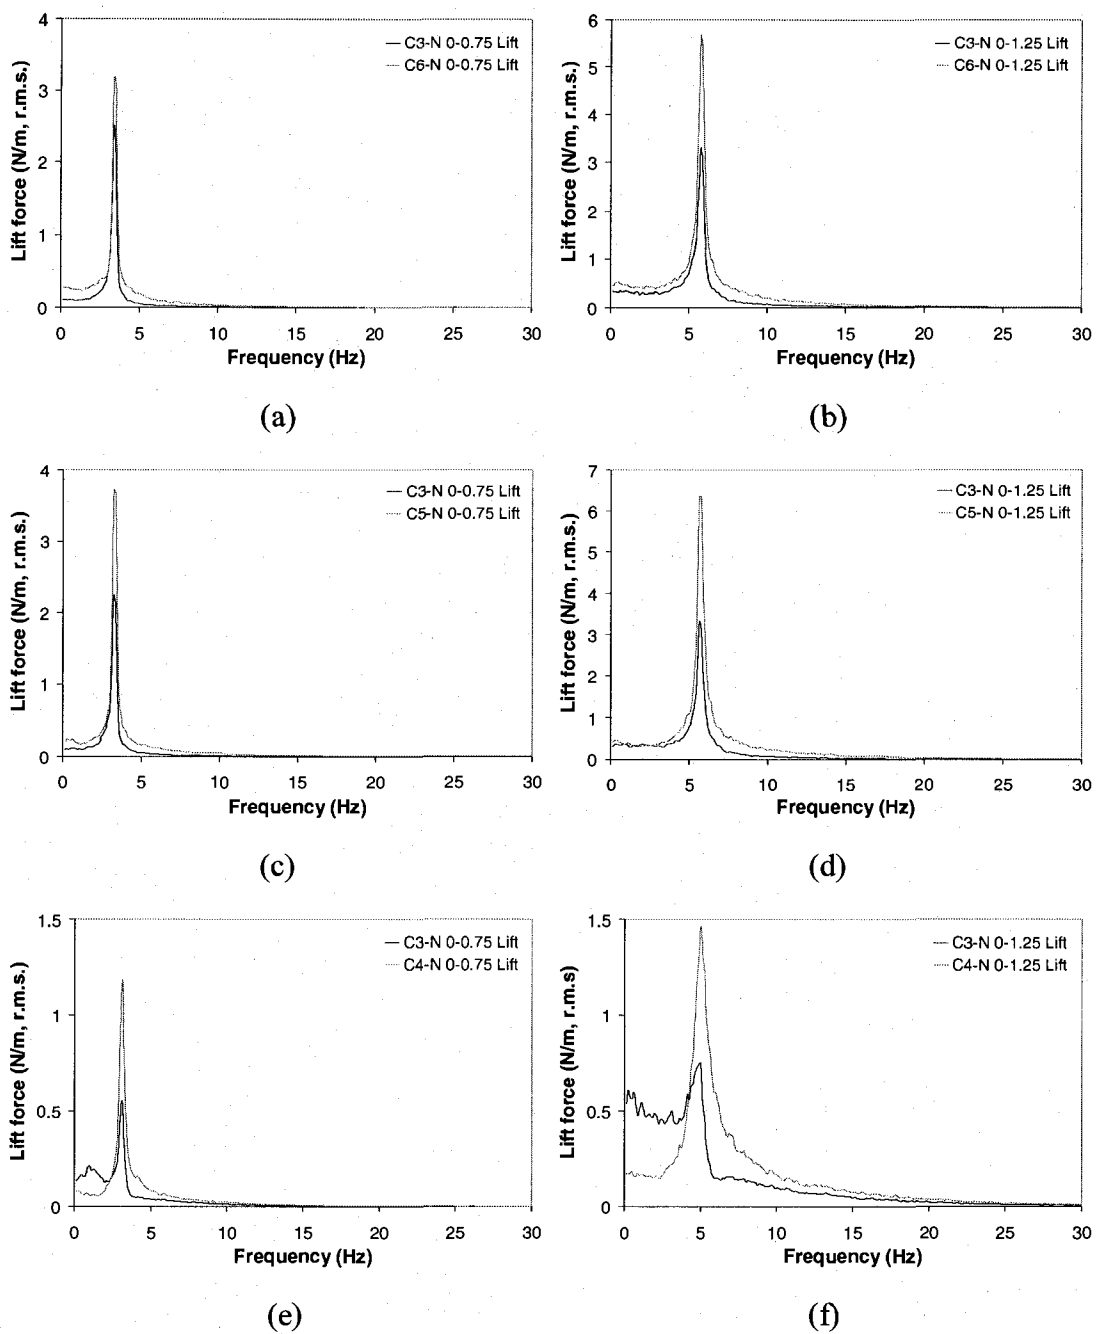 4
3
2
1
0
Lift force (N/m, r.m.s.)
C3-N 0-0.75 Lift
C6-N 0-0.75 Lift
0 5 10 15 20 25 30
Frequency (Hz)
(a)
6
5
4
3
2
1
0
Lift force (N/m, r.m.s.)
C3-N 0-1.25 Lift
C6-N 0-1.25 Lift
0 5 10 15 20 25 30
Frequency (Hz)
(b)
4
3
2
1
0
Lift force (N/m, r.m.s.)
C3-N 0-0.75 Lift
C5-N 0-0.75 Lift
0 5 10 15 20 25 30
Frequency (Hz)
(c)
7
6
5
4
3
2
1
0
Lift force (N/m, r.m.s.)
C3-N 0-1.25 Lift
C5-N 0-1.25 Lift
0 5 10 15 20 25 30
Frequency (Hz)
(d)
1.5
1
0.5
0
Lift force (N/m, r.m.s.)
C3-N 0-0.75 Lift
C4-N 0-0.75 Lift
0 5 10 15 20 25 30
Frequency (Hz)
(e)
1.5
1
0.5
0
Lift force (N/m, r.m.s)
C3-N 0-1.25 Lift
C4-N 0-1.25 Lift
0 5 10 15 20 25 30
Frequency (Hz)
(f)